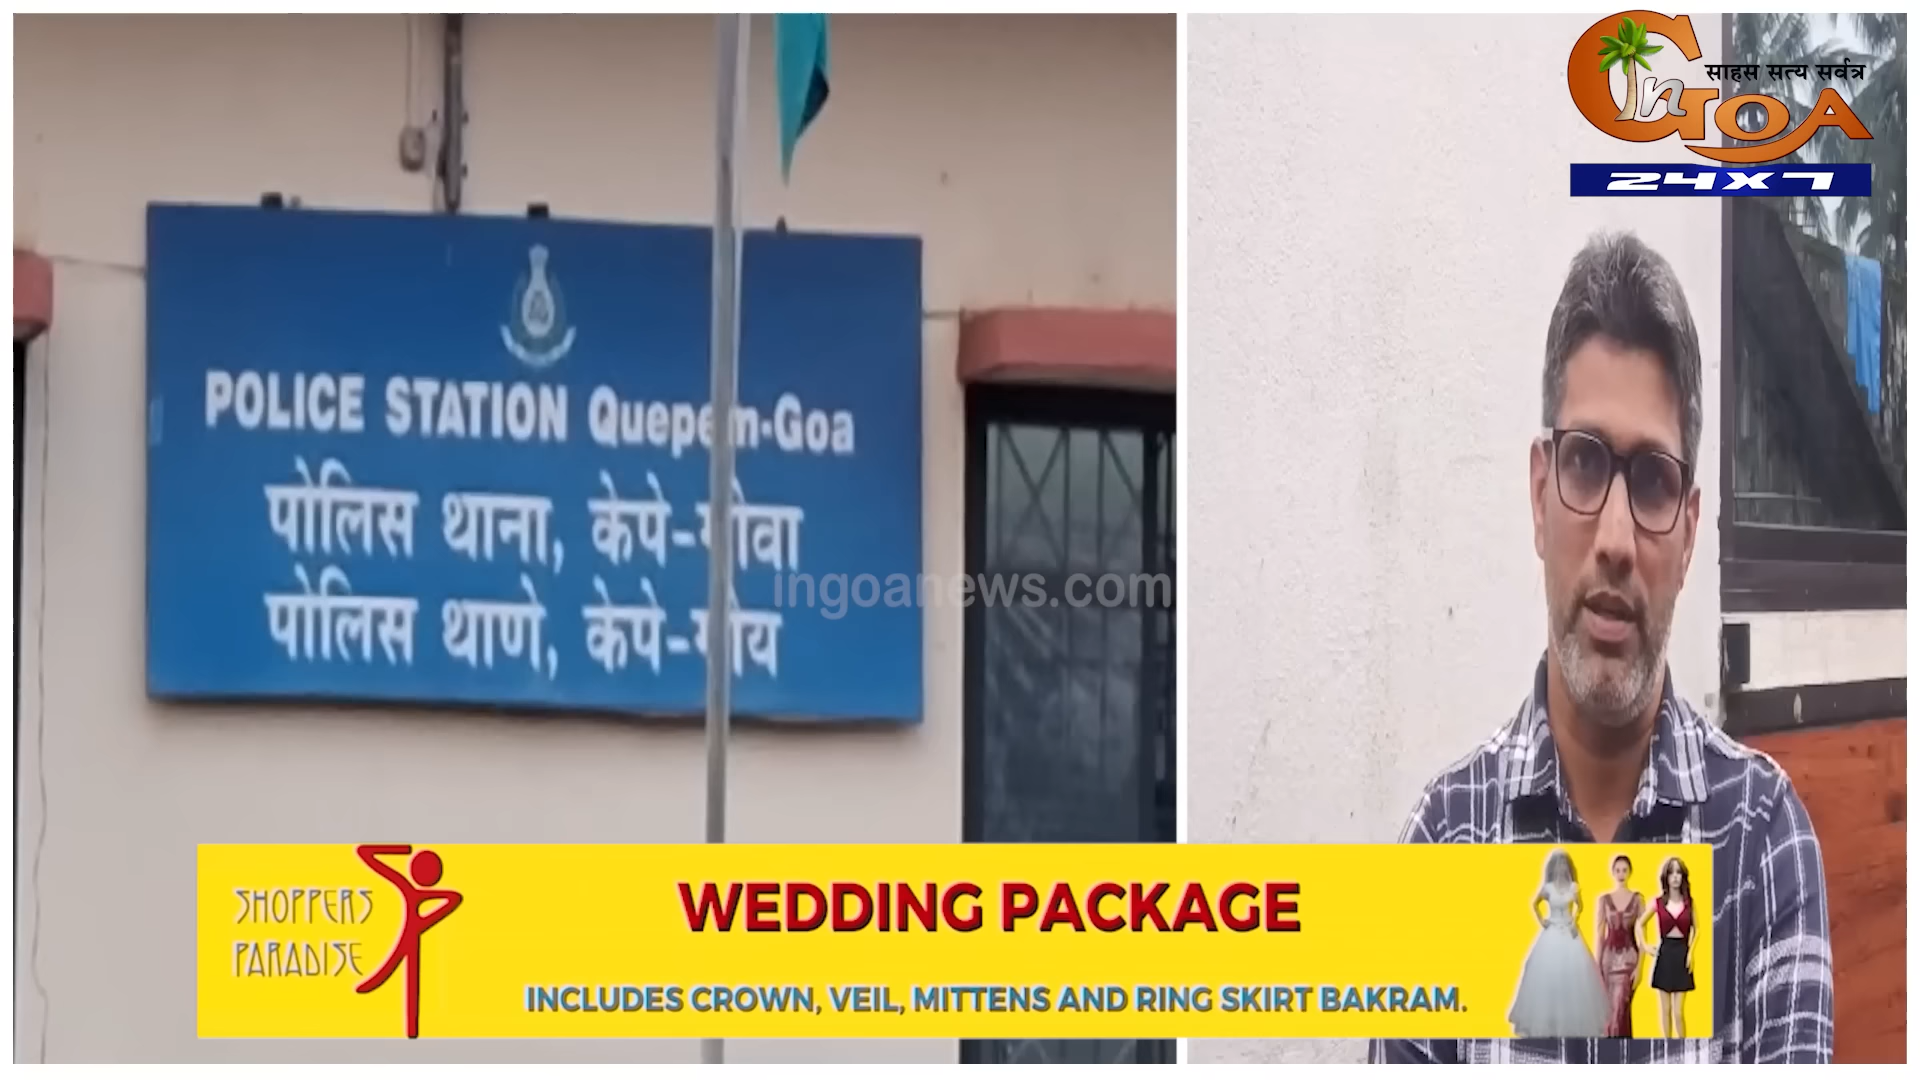 साहस सत्य सर्वत्र
In GOA
24x7
POLICE STATION Quepem-Goa
पोलिस थाना, केपे-गोवा
पोलिस थाणे, केपे-गोय
ingoanews.com
SHOPPERS
PARADISE
WEDDING PACKAGE
INCLUDES CROWN, VEIL, MITTENS AND RING SKIRT BAKRAM.